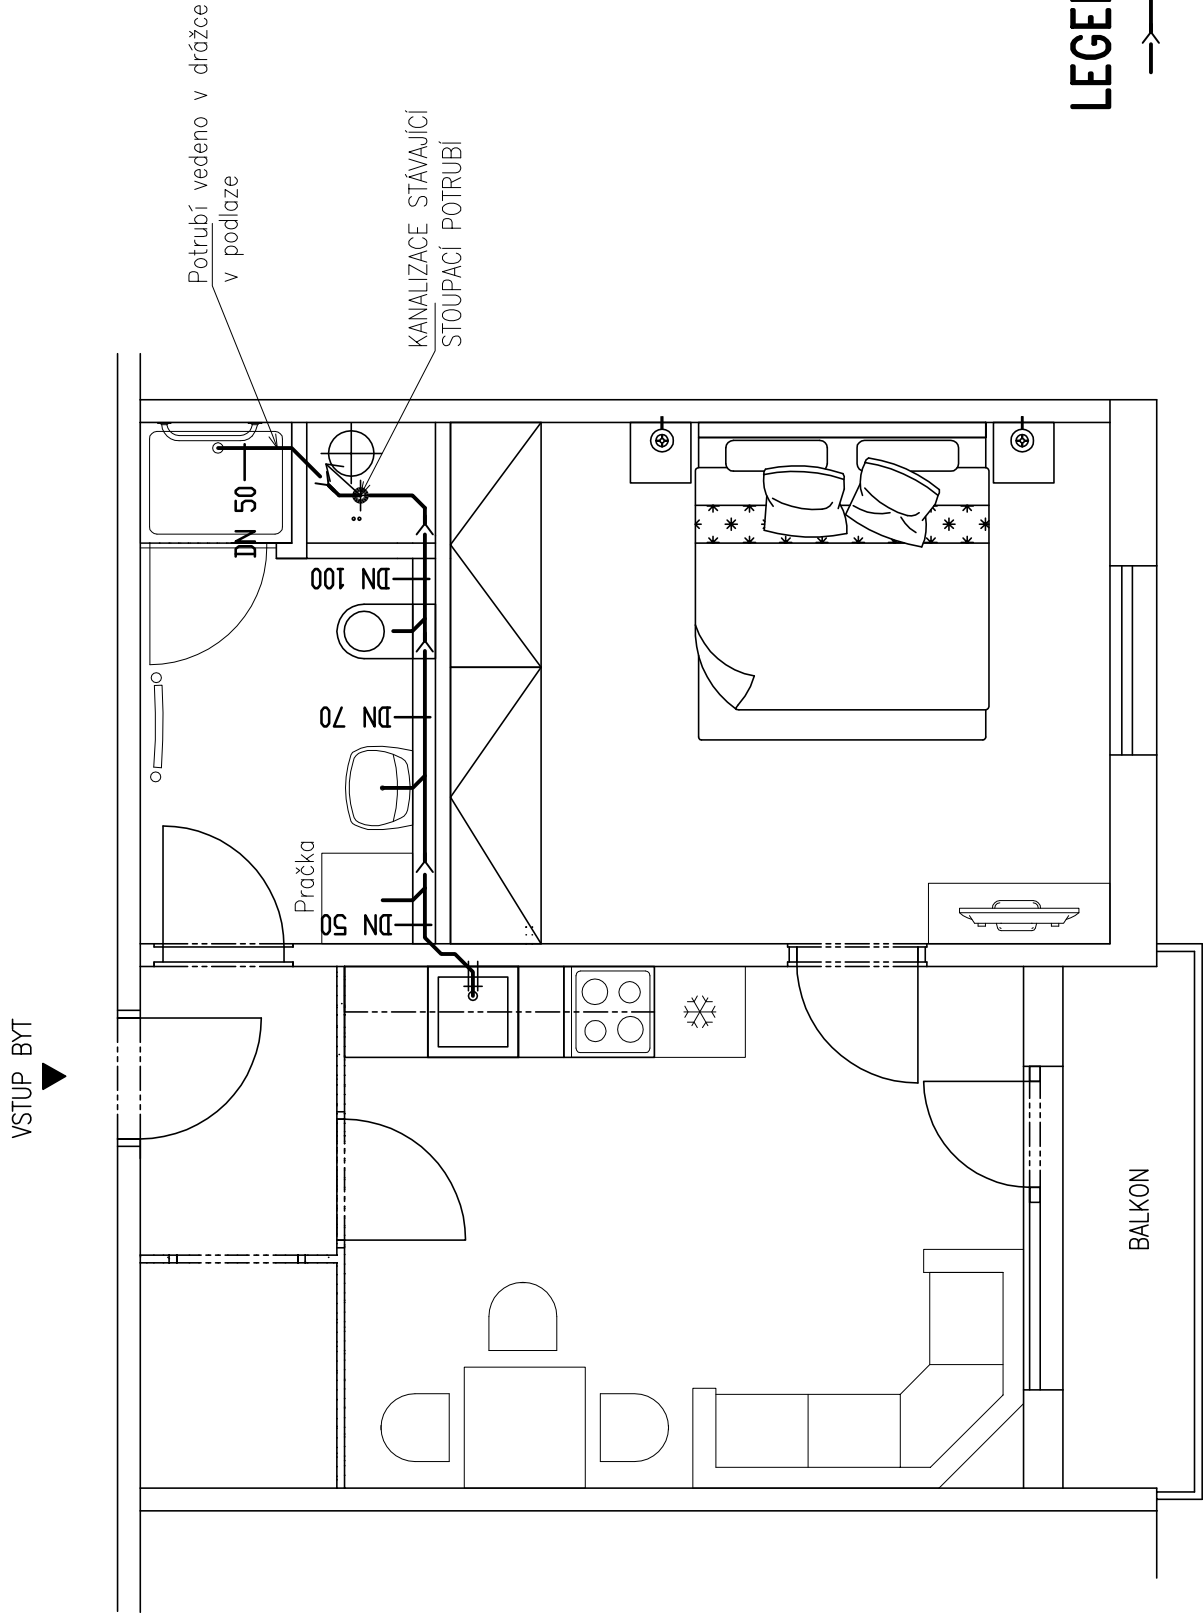 Potrubí vedeno v drážce
v podlaze
KANALIZACE STÁVAJÍCÍ
STOUPACÍ POTRUBÍ
DN 50
DN 100
DN 70
Pračka
DN 50
VSTUP BYT
BALKON